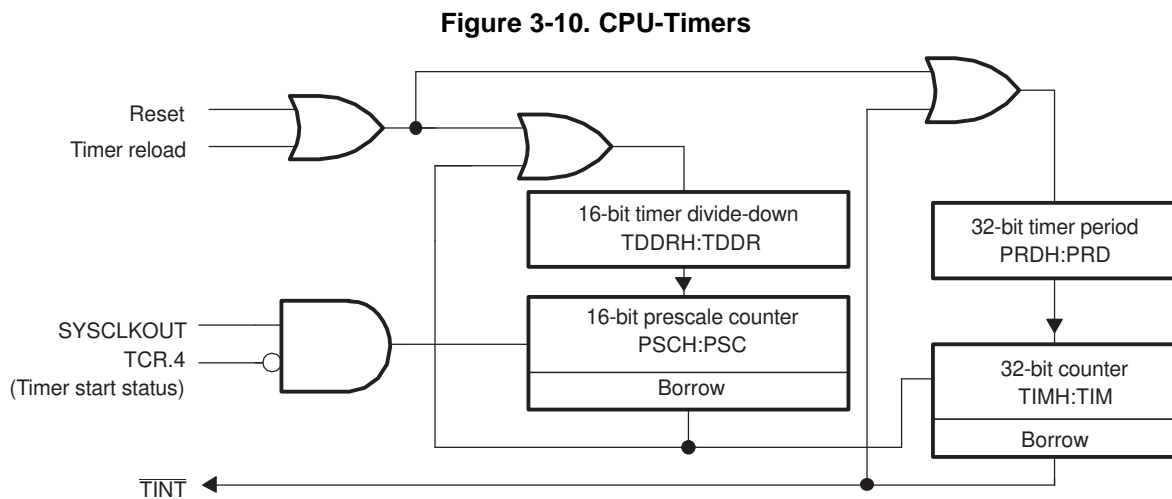 Figure 3-10. CPU-Timers
Reset
Timer reload
16-bit timer divide-down
TDDRH:TDDR
32-bit timer period
PRDH:PRD
SYSCLKOUT
TCR.4
(Timer start status)
16-bit prescale counter
PSCH:PSC
Borrow
32-bit counter
TIMH:TIM
Borrow
TINT